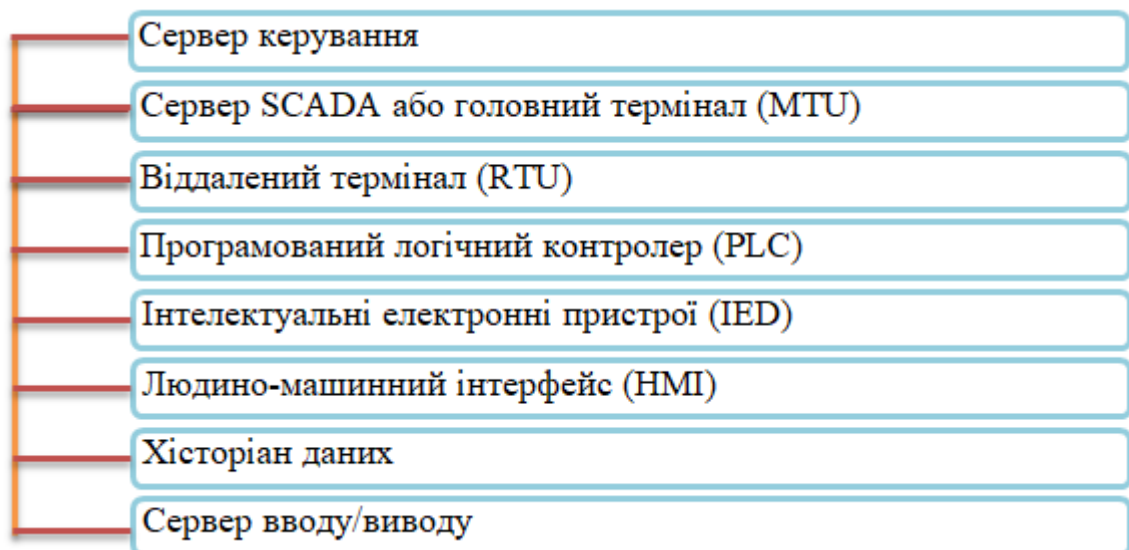 Сервер керування
Сервер SCADA або головний термінал (MTU)
Віддалений термінал (RTU)
Програмований логічний контролер (PLC)
Інтелектуальні електронні пристрої (IED)
Людино-машинний інтерфейс (HMI)
Хісторіан даних
Сервер вводу/виводу